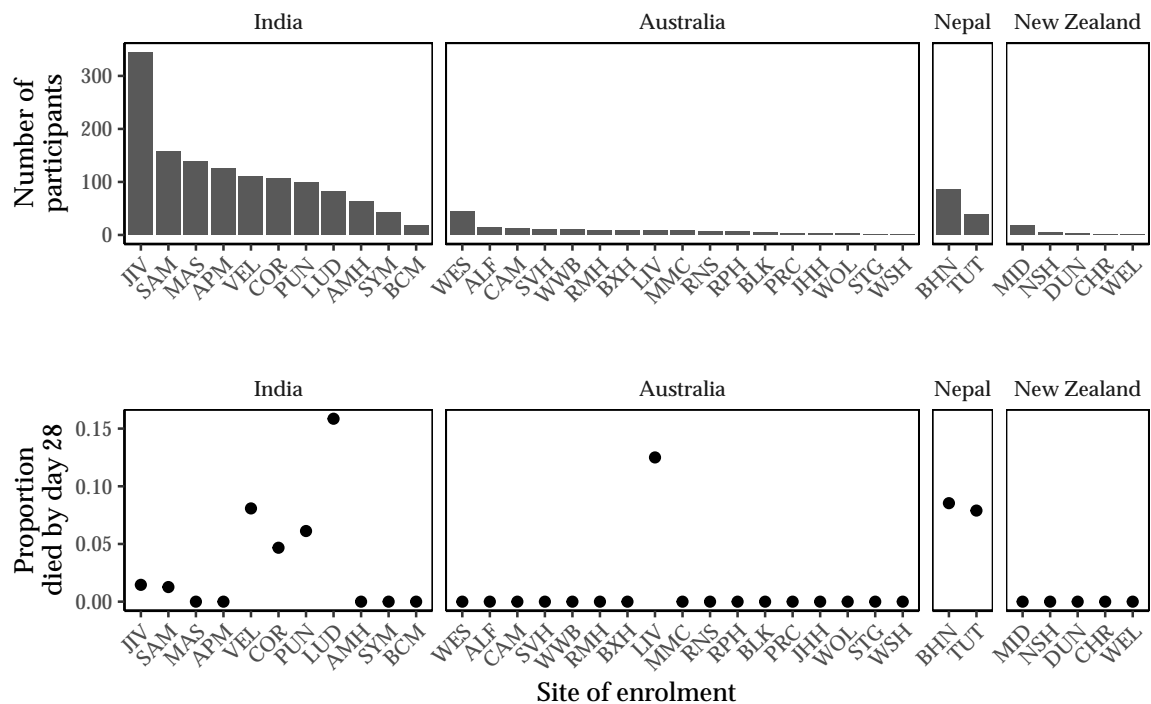 India Australia Nepal New Zealand
Number of
participants
300
200
100
0
JIV SAM MAS APM VEL COR PUN LUD AMH SYM BCM WES ALF CAM SVH WWB RMH BXH LIV MMC RNS RPH BLK PRC JHH WOL STG WSH BHN TUT MID NSH DUN CHR WEL
India Australia Nepal New Zealand
Proportion
died by day 28
0.15
0.10
0.05
0.00
JIV SAM MAS APM VEL COR PUN LUD AMH SYM BCM WES ALF CAM SVH WWB RMH BXH LIV MMC RNS RPH BLK PRC JHH WOL STG WSH BHN TUT MID NSH DUN CHR WEL
Site of enrolment